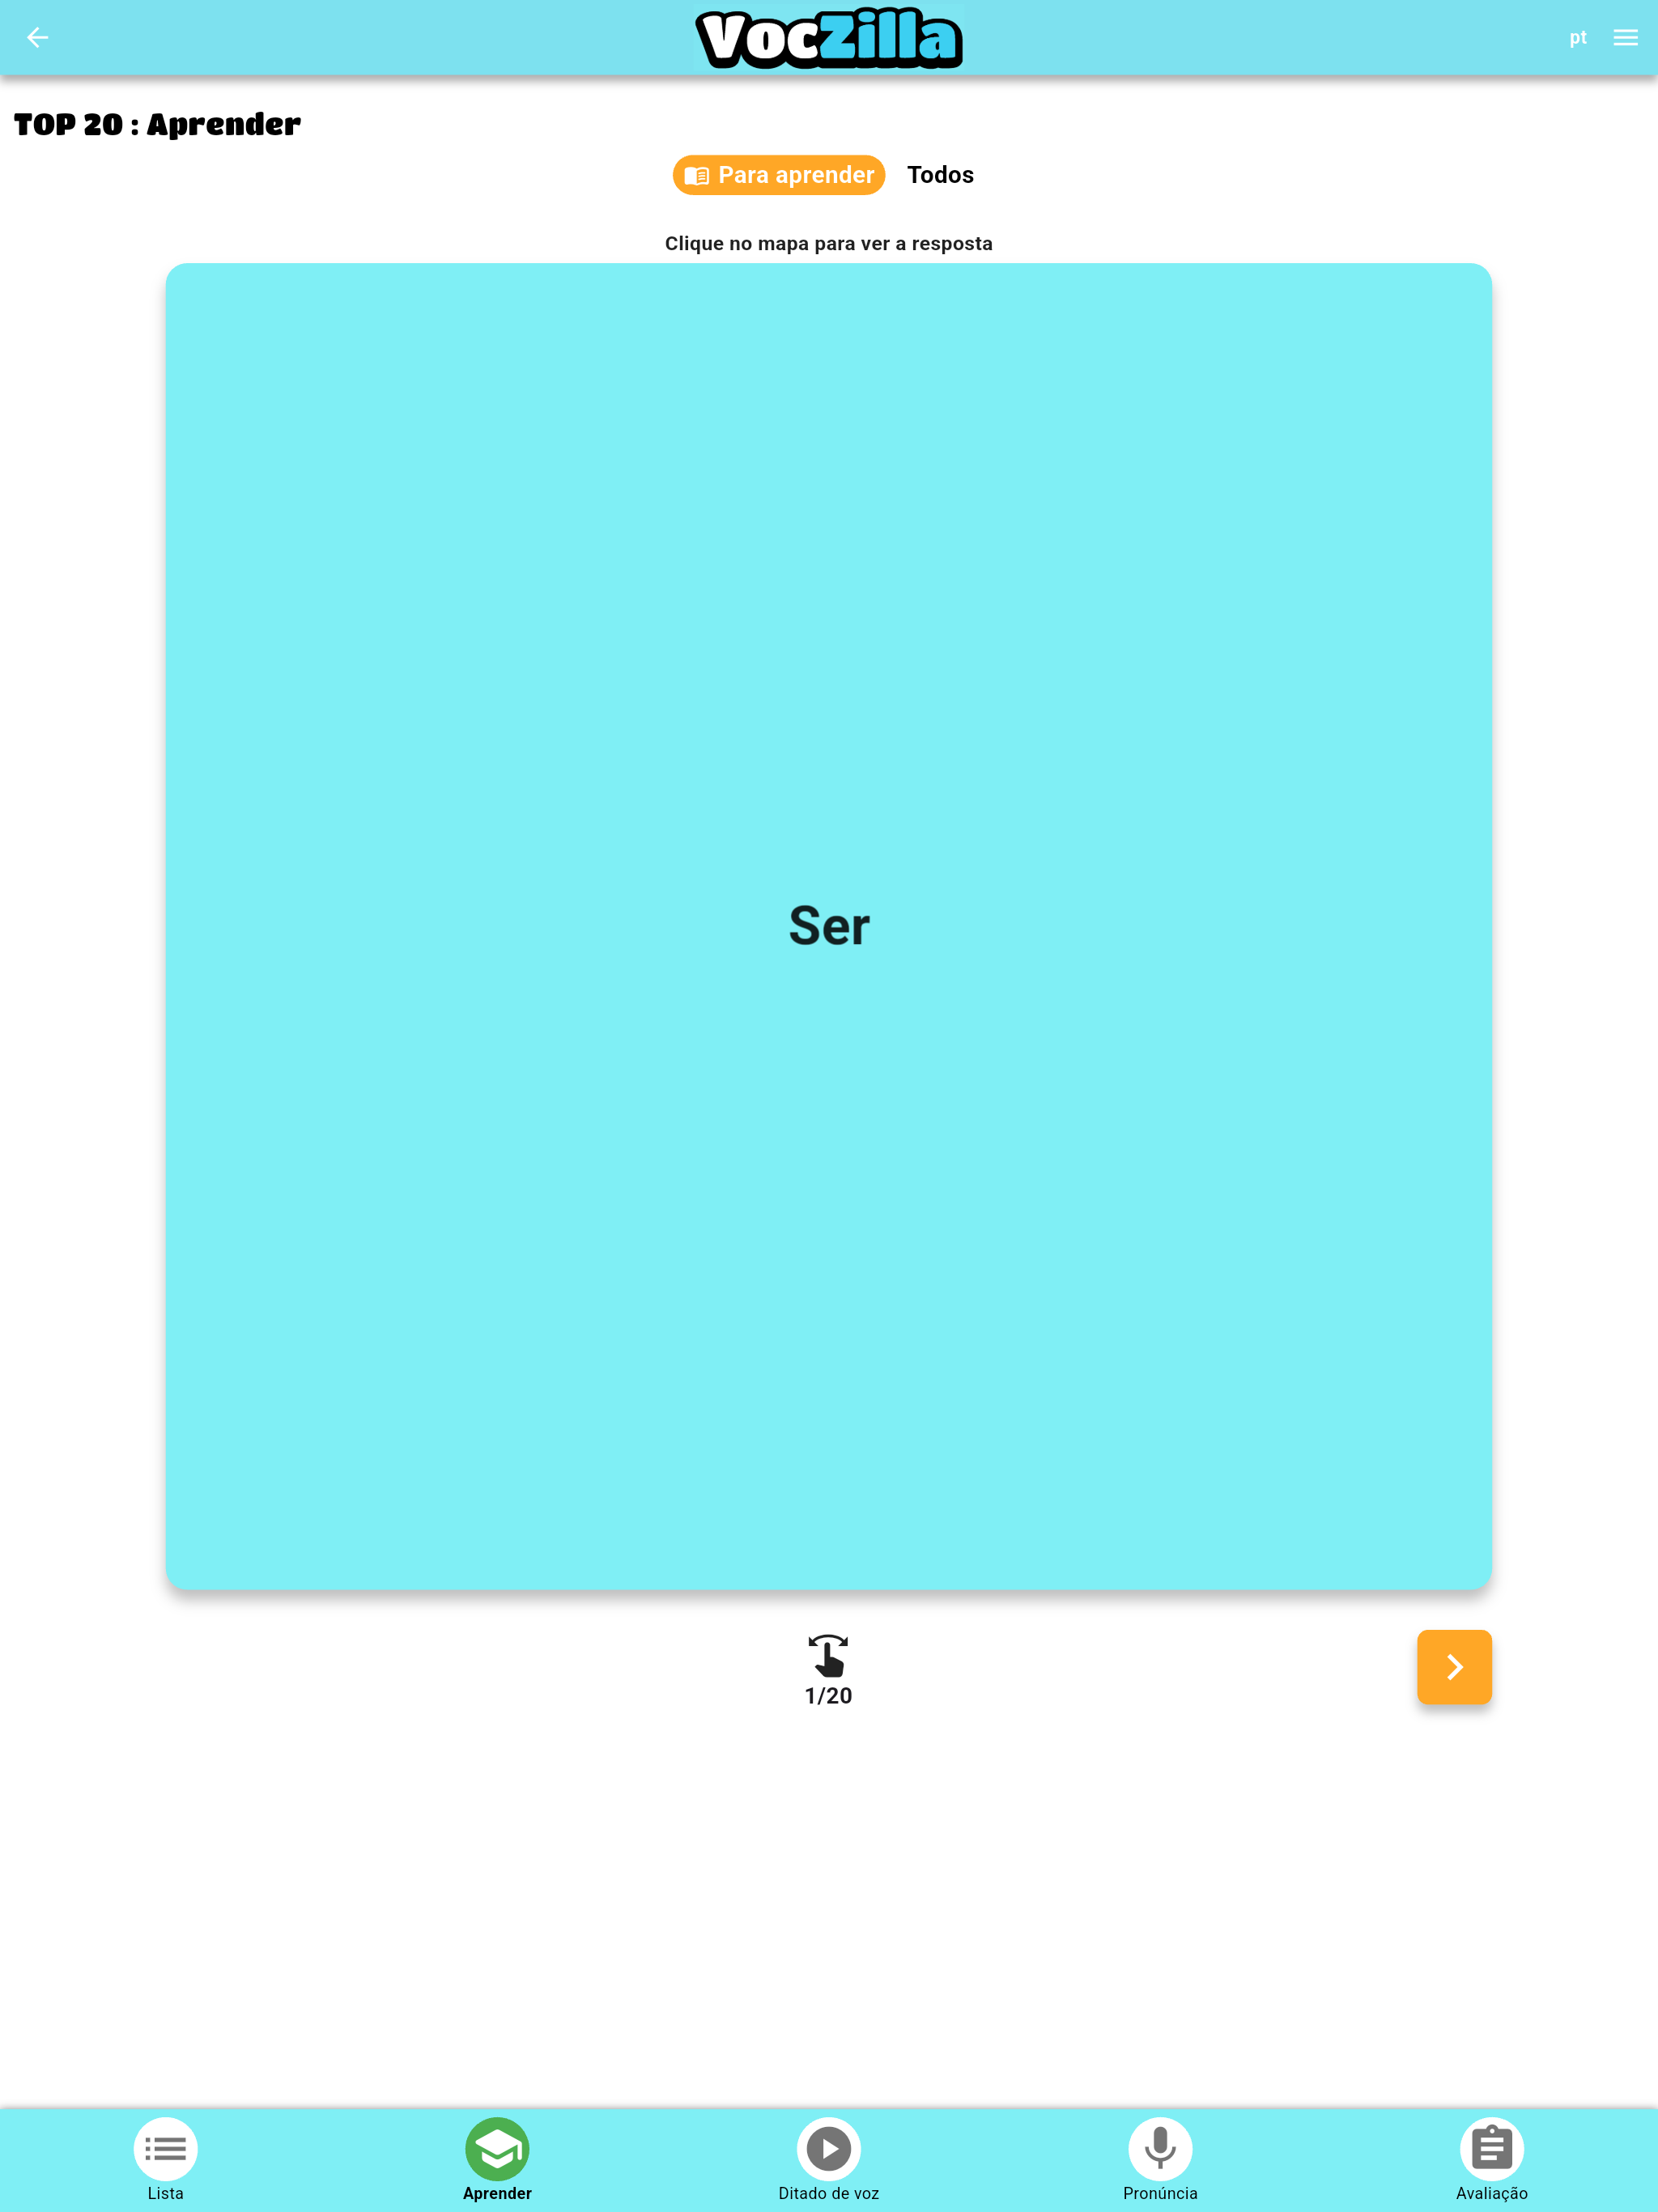 VocZilla
pt
TOP 20 : Aprender
Para aprender
Todos
Clique no mapa para ver a resposta
Ser
1/20
Lista
Aprender
Ditado de voz
Pronúncia
Avaliação